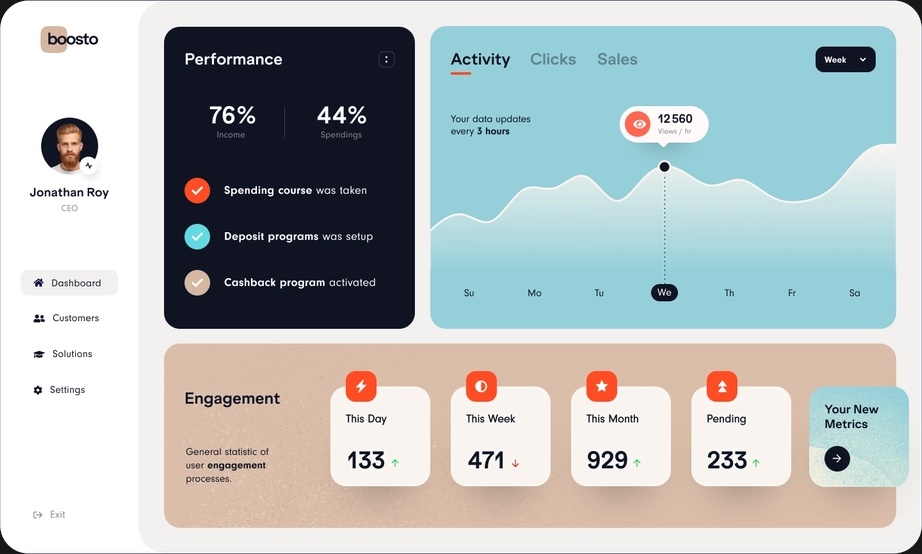 boosto
Jonathan Roy
CEO
Dashboard
Customers
Solutions
Settings
Exit
Performance
76%
Income
44%
Spendings
Spending course was taken
Deposit programs was setup
Cashback program activated
Activity Clicks Sales
Week
Your data updates
every 3 hours
12 560
Views / hr
Su Mo Tu We Th Fr Sa
Engagement
General statistic of
user engagement
processes.
This Day
133
This Week
471
This Month
929
Pending
233
Your New
Metrics